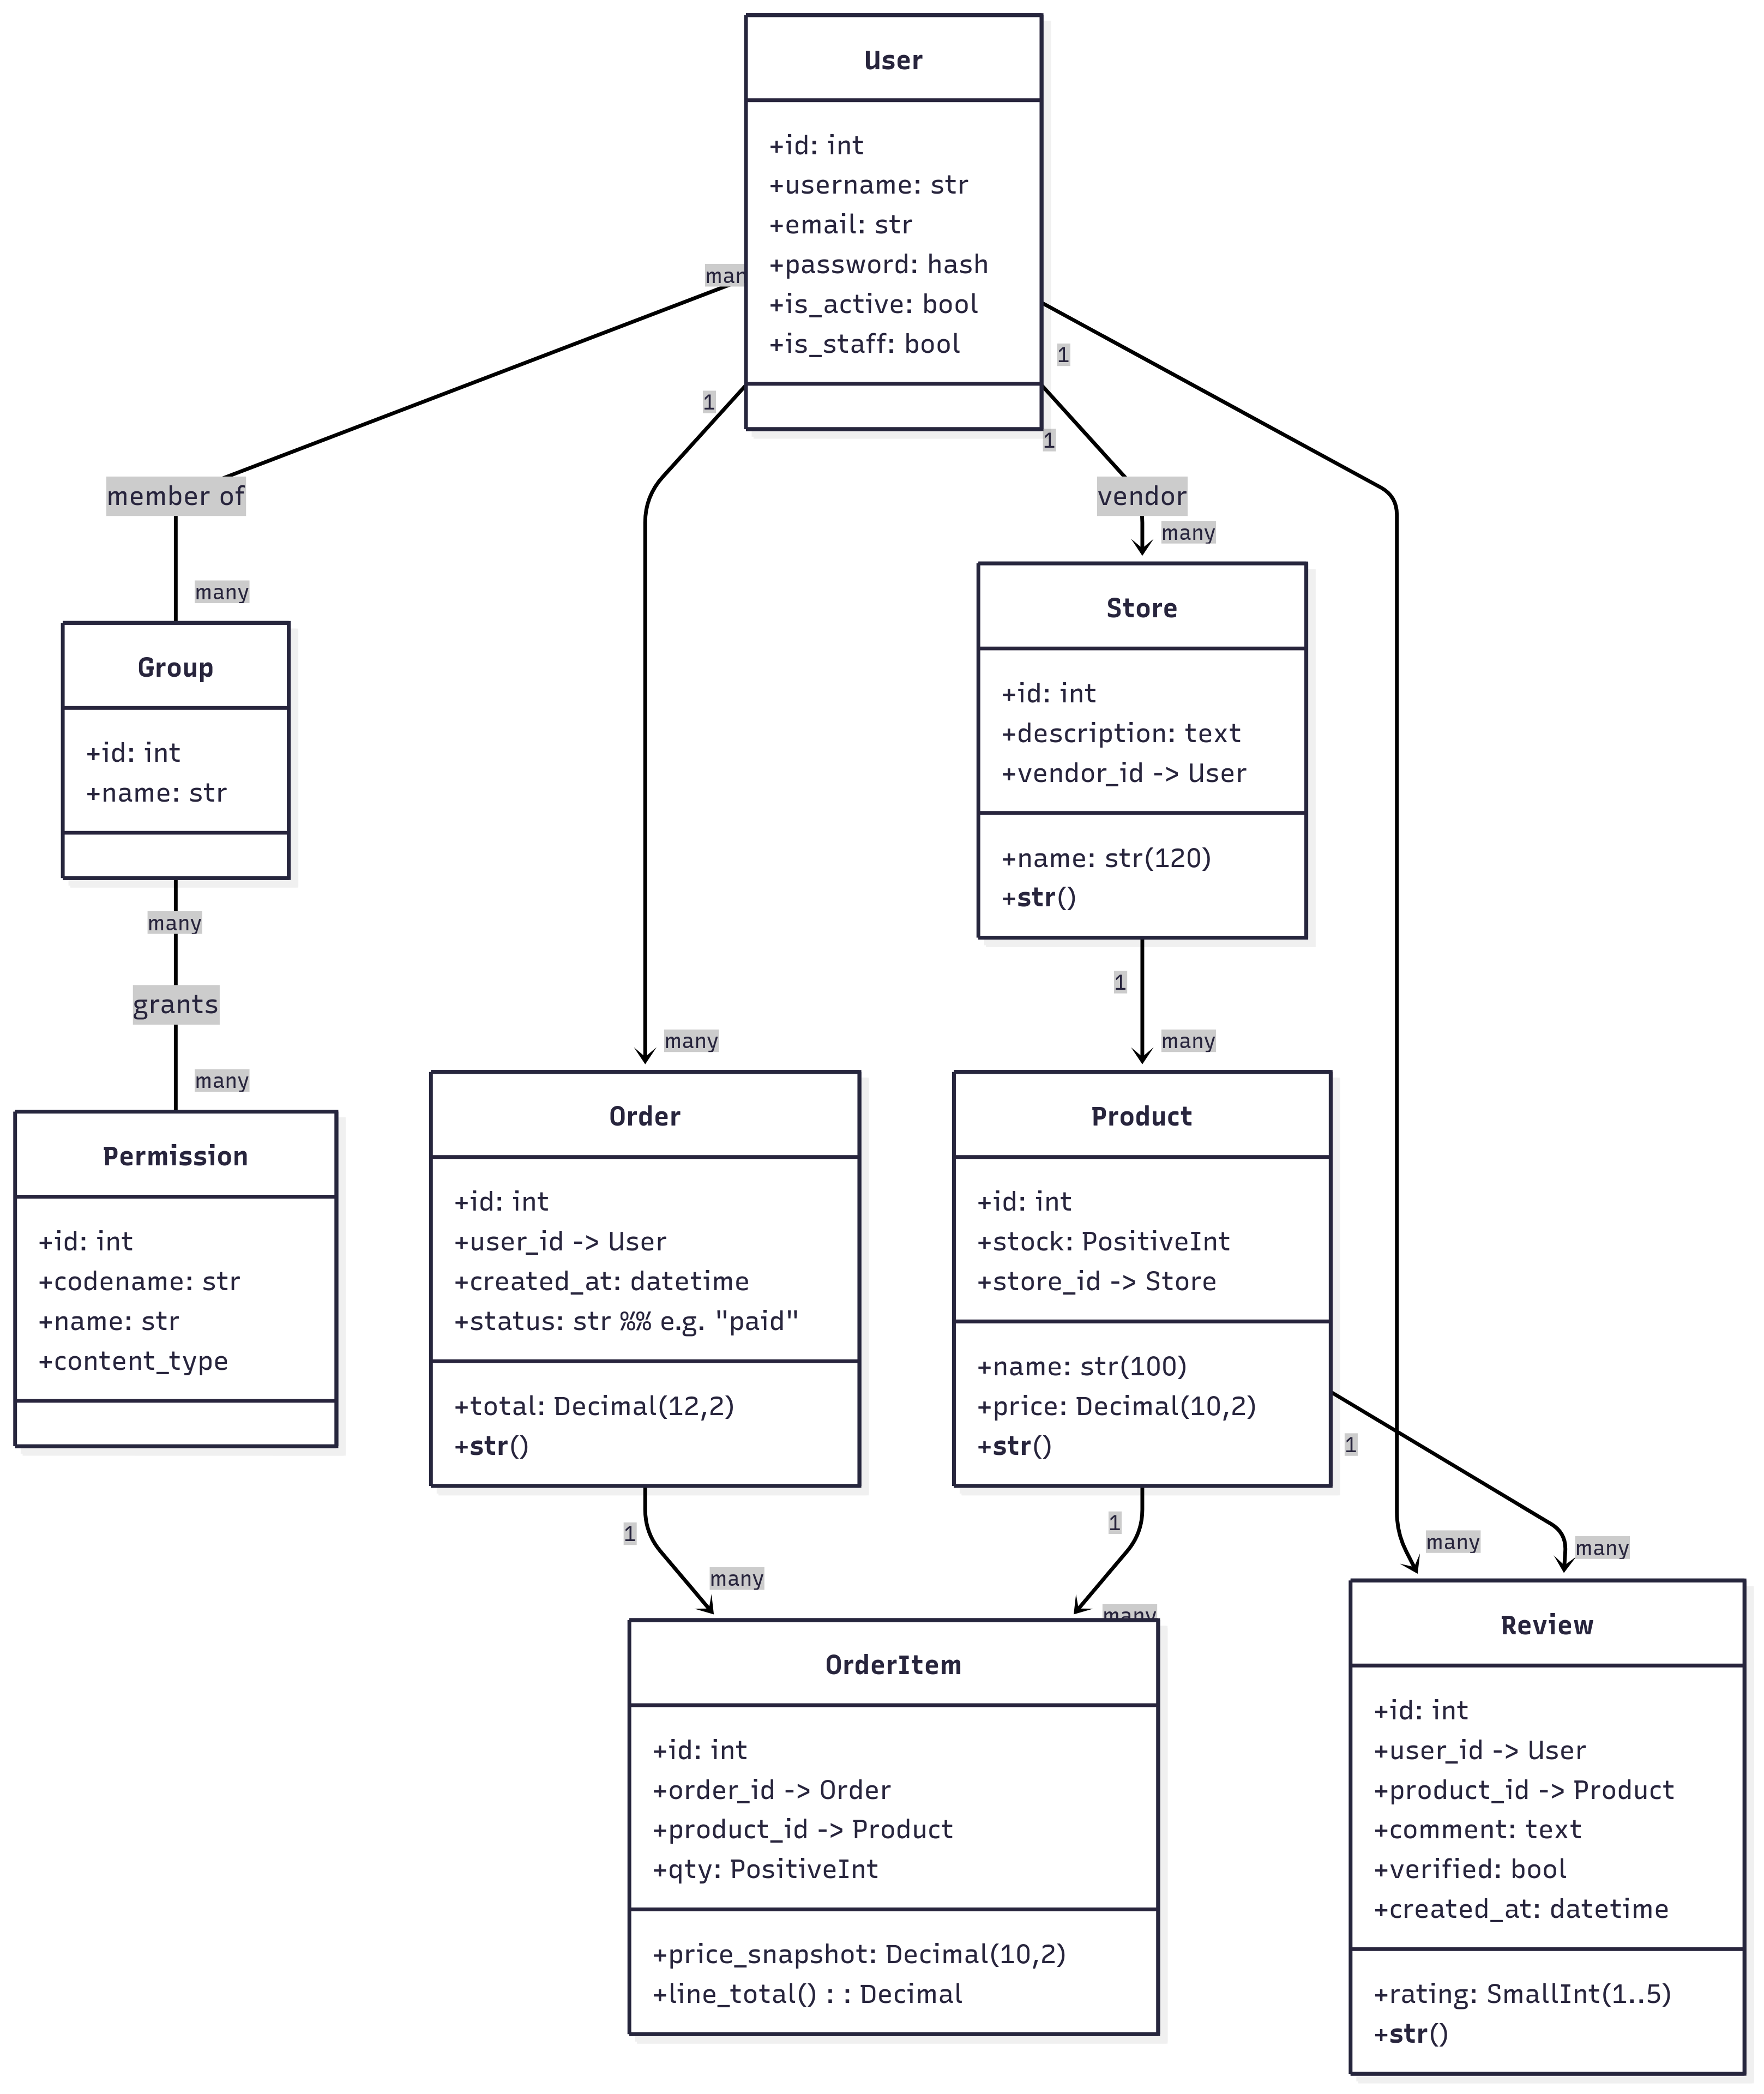 User
+id: int
+username: str
+email: str
+password: hash
+is_active: bool
+is_staff: bool
1
1
1
member of
many
vendor
many
Group
+id: int
+name: str
many
grants
many
Store
+id: int
+description: text
+vendor_id -> User
+name: str(120)
+str()
1
many
many
Permission
+id: int
+codename: str
+name: str
+content_type
Order
+id: int
+user_id -> User
+created_at: datetime
+status: str %% e.g. "paid"
+total: Decimal(12,2)
+str()
Product
+id: int
+stock: PositiveInt
+store_id -> Store
+name: str(100)
+price: Decimal(10,2)
+str()
1
many
1
many
1
many
many
OrderItem
+id: int
+order_id -> Order
+product_id -> Product
+qty: PositiveInt
+price_snapshot: Decimal(10,2)
+line_total() : : Decimal
Review
+id: int
+user_id -> User
+product_id -> Product
+comment: text
+verified: bool
+created_at: datetime
+rating: SmallInt(1..5)
+str()